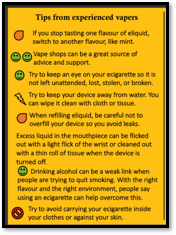 Tips from experienced vapers
If you stop tasting one flavour of eliquid,
switch to another flavour, like mint.
Vape shops can be a great source of
advice and support.
Try to keep an eye on your ecigarette so it is
not left unattended, lost, stolen, or broken.
Try to keep your device away from water. You
can wipe it clean with cloth or tissue.
When refilling eliquid, be careful not to
overfill your device so you avoid leaks.
Excess liquid in the mouthpiece can be flicked
out with a light flick of the wrist or cleaned out
with a thin roll of tissue when the device is
turned off.
Drinking alcohol can be a weak link when
people are trying to quit smoking. With the right
flavour and the right environment, people say
using an ecigarette can help overcome this.
Try to avoid carrying your ecigarette inside
your clothes or against your skin.